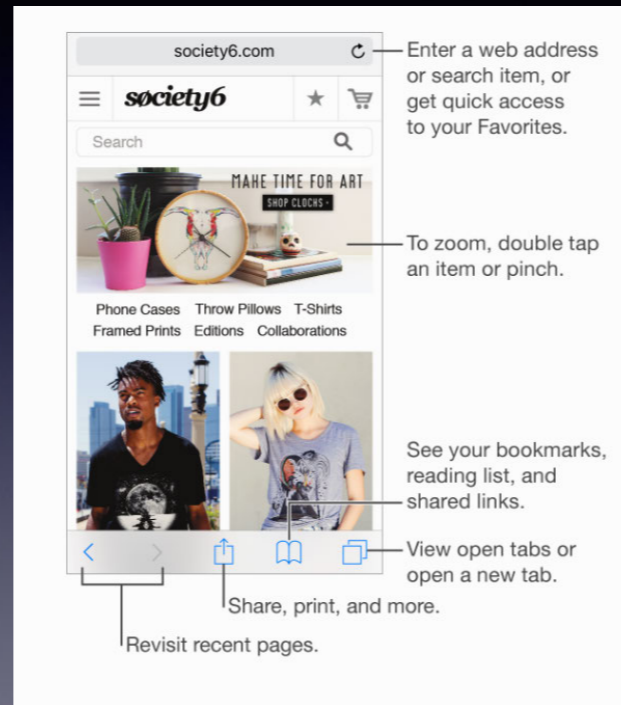 society6.com
Enter a web address
or search item, or
get quick access
to your Favorites.
society6
Search
MAKE TIME FOR ART
SHOP CLOCKS ›
To zoom, double tap
an item or pinch.
Phone Cases Throw Pillows T-Shirts
Framed Prints Editions Collaborations
See your bookmarks,
reading list, and
shared links.
View open tabs or
open a new tab.
Share, print, and more.
Revisit recent pages.